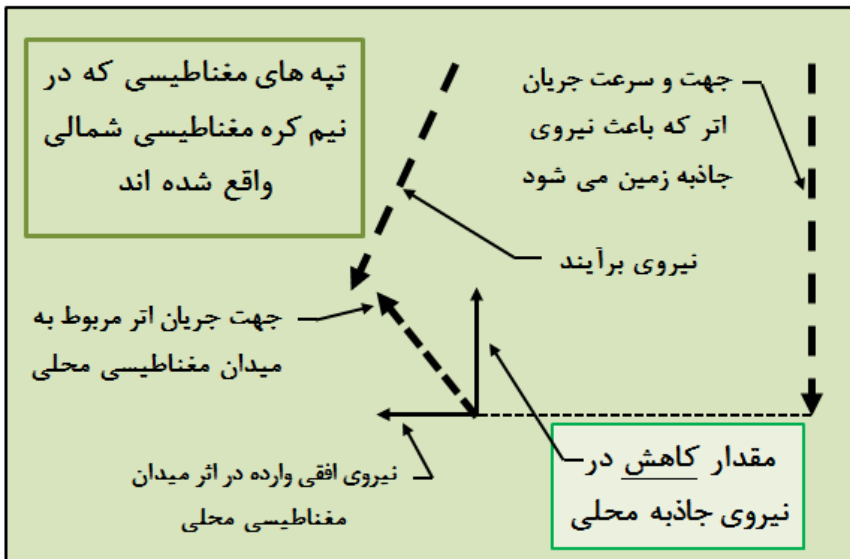 تپه های مغناطیسی که در
نیم کره مغناطیسی شمالی
واقع شده اند
جهت و سرعت جریان
اتر که باعث نیروی
جاذبه زمین می شود
نیروی برآیند
جهت جریان اتر مربوط به
میدان مغناطیسی محلی
نیروی افقی وارده در اثر میدان
مغناطیسی محلی
مقدار کاهش در
نیروی جاذبه محلی